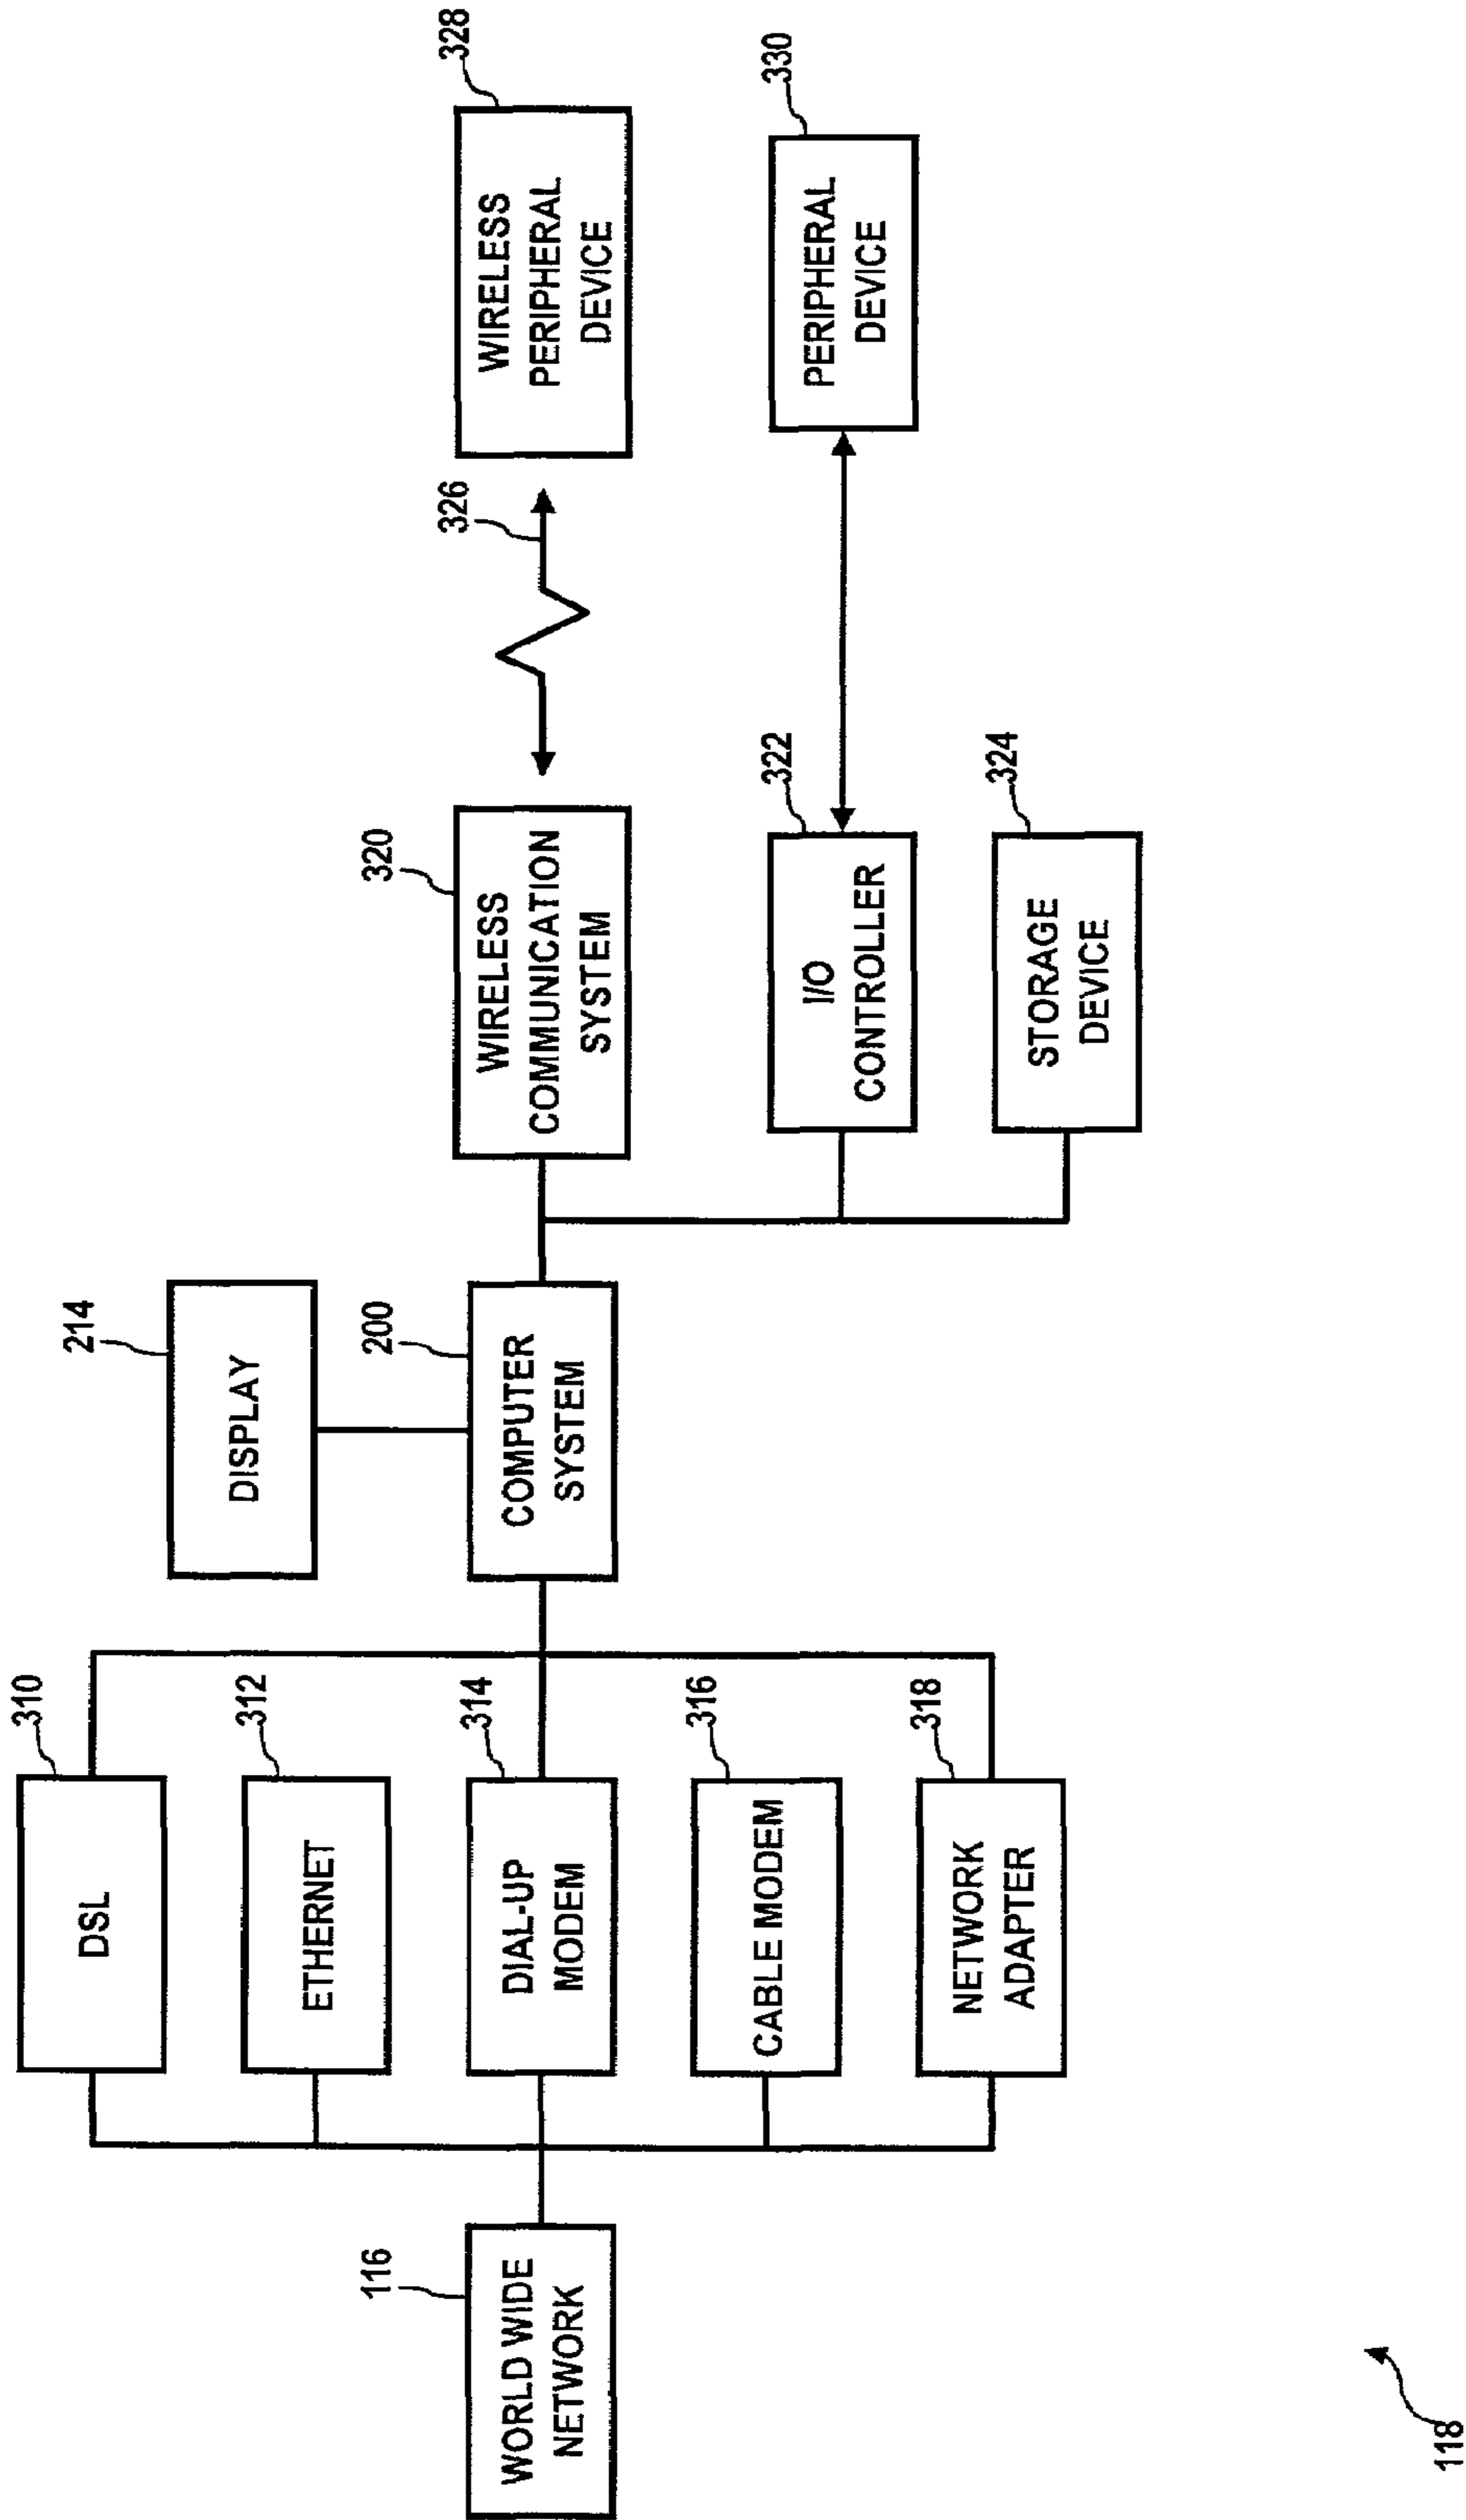 310
DSL
312
ETHERNET
116
WORLD WIDE
NETWORK
314
DIAL-UP
MODEM
316
CABLE MODEM
318
NETWORK
ADAPTER
214
DISPLAY
200
COMPUTER
SYSTEM
320
WIRELESS
COMMUNICATION
SYSTEM
322
I/O
CONTROLLER
324
STORAGE
DEVICE
326
328
WIRELESS
PERIPHERAL
DEVICE
330
PERIPHERAL
DEVICE
118